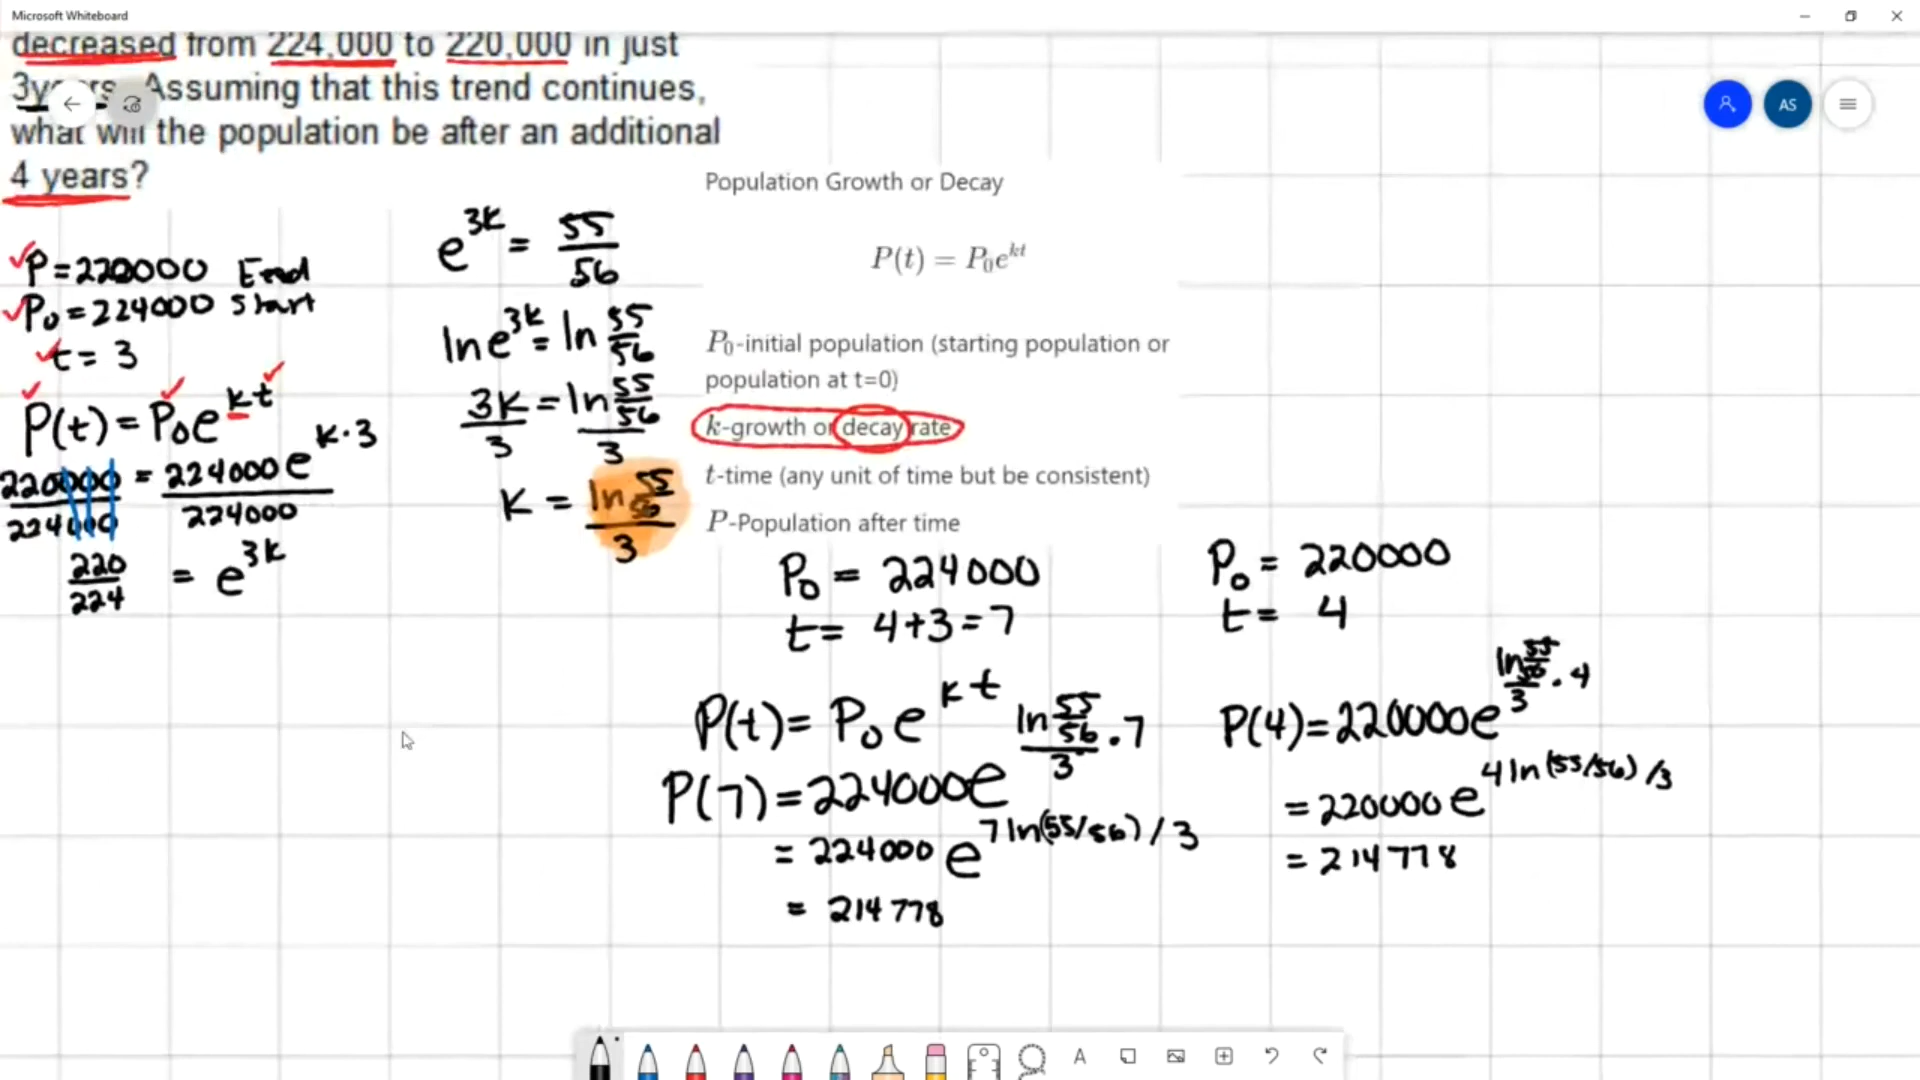 Microsoft Whiteboard
decreased from 224,000 to 220,000 in just
Assuming that this trend continues,
what will the population be after an additional
4 years?
AS
P = 220000 End
P₀ = 224000 Start
t = 3
P(t) = P₀e^{kt}
220000/224000 = 224000e^{k·3}/224000
220/224 = e^{3k}
e^{3k} = 55/56
ln e^{3k} = ln 55/56
3k/3 = ln 55/56 / 3
k = ln 55/56 / 3
Population Growth or Decay
P(t) = P₀e^{kt}
P₀-initial population (starting population or
population at t=0)
k-growth or decay rate
t-time (any unit of time but be consistent)
P-Population after time
P₀ = 224000
t = 4+3 = 7
P(t) = P₀e^{kt}
P(7) = 224000e^{ln 55/56 / 3 · 7}
= 224000e^{7ln(55/56)/3}
= 214778
P₀ = 220000
t = 4
P(4) = 220000e^{ln 55/56 / 3 · 4}
= 220000e^{4ln(55/56)/3}
= 214778
A